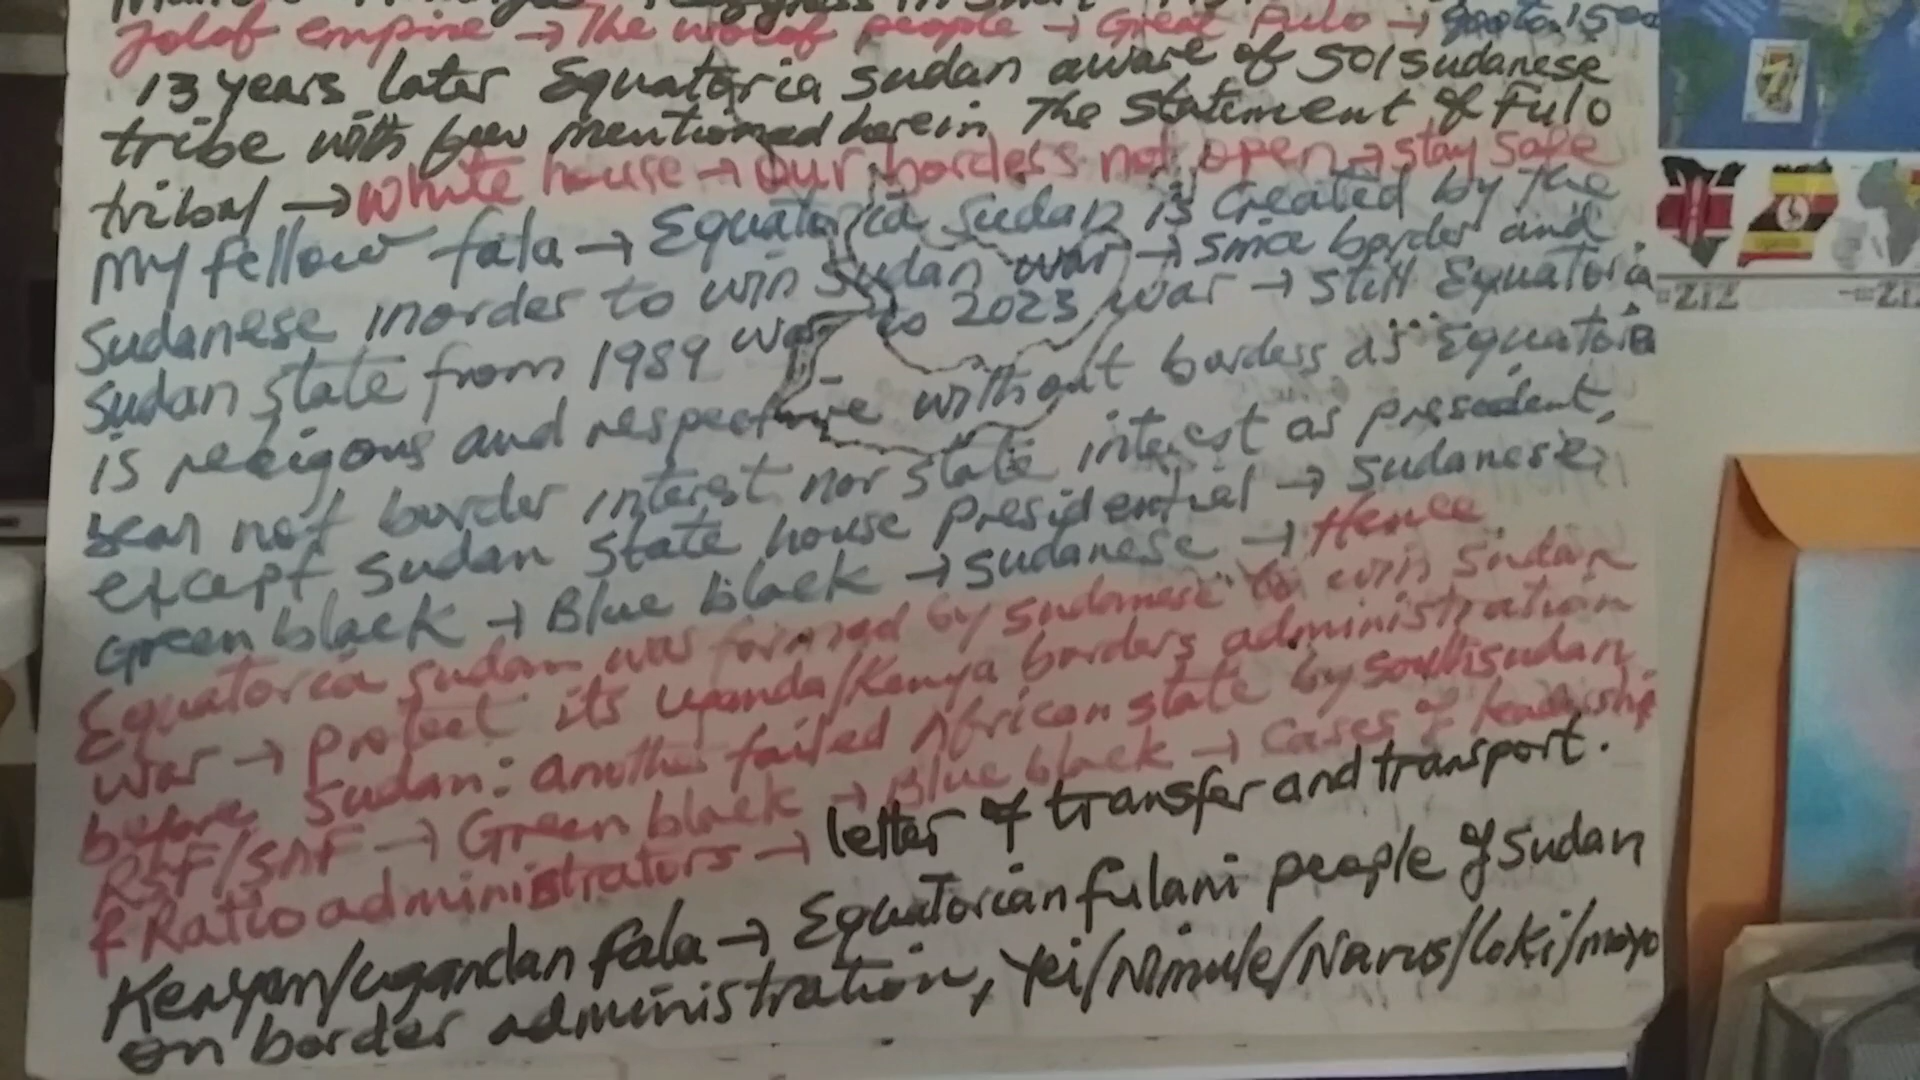 Jolof empire → The wolof people → Great Fulo →
13 years later Equatoria Sudan aware of 501 Sudanese
tribe with few mentioned herein The statement of Fulo
tribal → White house → Our borders not open → stay safe
My fellow fala → Equatoria Sudan is created by the
Sudanese inorder to win Sudan war → since border and
Sudan state from 1989 war to 2023 war → still Equatoria
is religous and respective without borders as Equatoria
bear not border interest nor state interest as president,
except Sudan state house presidential → Sudanese,
Green black → Blue black → Sudanese → Hence
Equatoria Sudan was formed by Sudanese to win Sudan
war → protect its Uganda/Kenya borders administration
before Sudan: another failed African state by southsudan
RSF/SAF → Green black → Blue black → Cases of leadership
& Ratio administrators → letter of transfer and transport.
Kenyan/ugandan fala → Equatorian fulani people of Sudan
on border administration, Yei/Nimule/Narus/Loki/moyo
=ZIZ